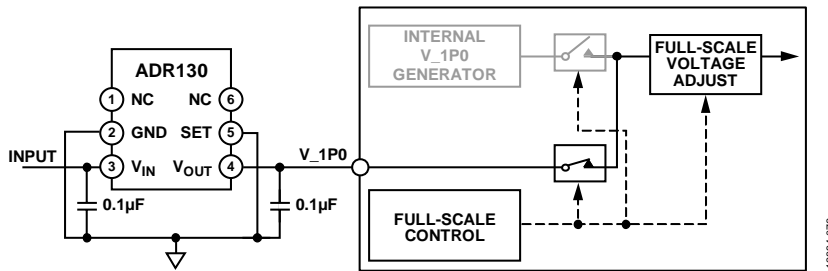 INTERNAL
V_1P0
GENERATOR
FULL-SCALE
VOLTAGE
ADJUST
ADR130
1 NC
NC 6
2 GND
SET 5
INPUT
3 VIN
VOUT 4
V_1P0
0.1µF
0.1µF
FULL-SCALE
CONTROL